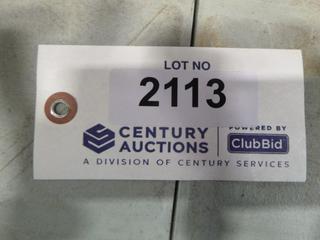 LOT NO
2113
CENTURY
AUCTIONS
POWERED BY
ClubBid
A DIVISION OF CENTURY SERVICES